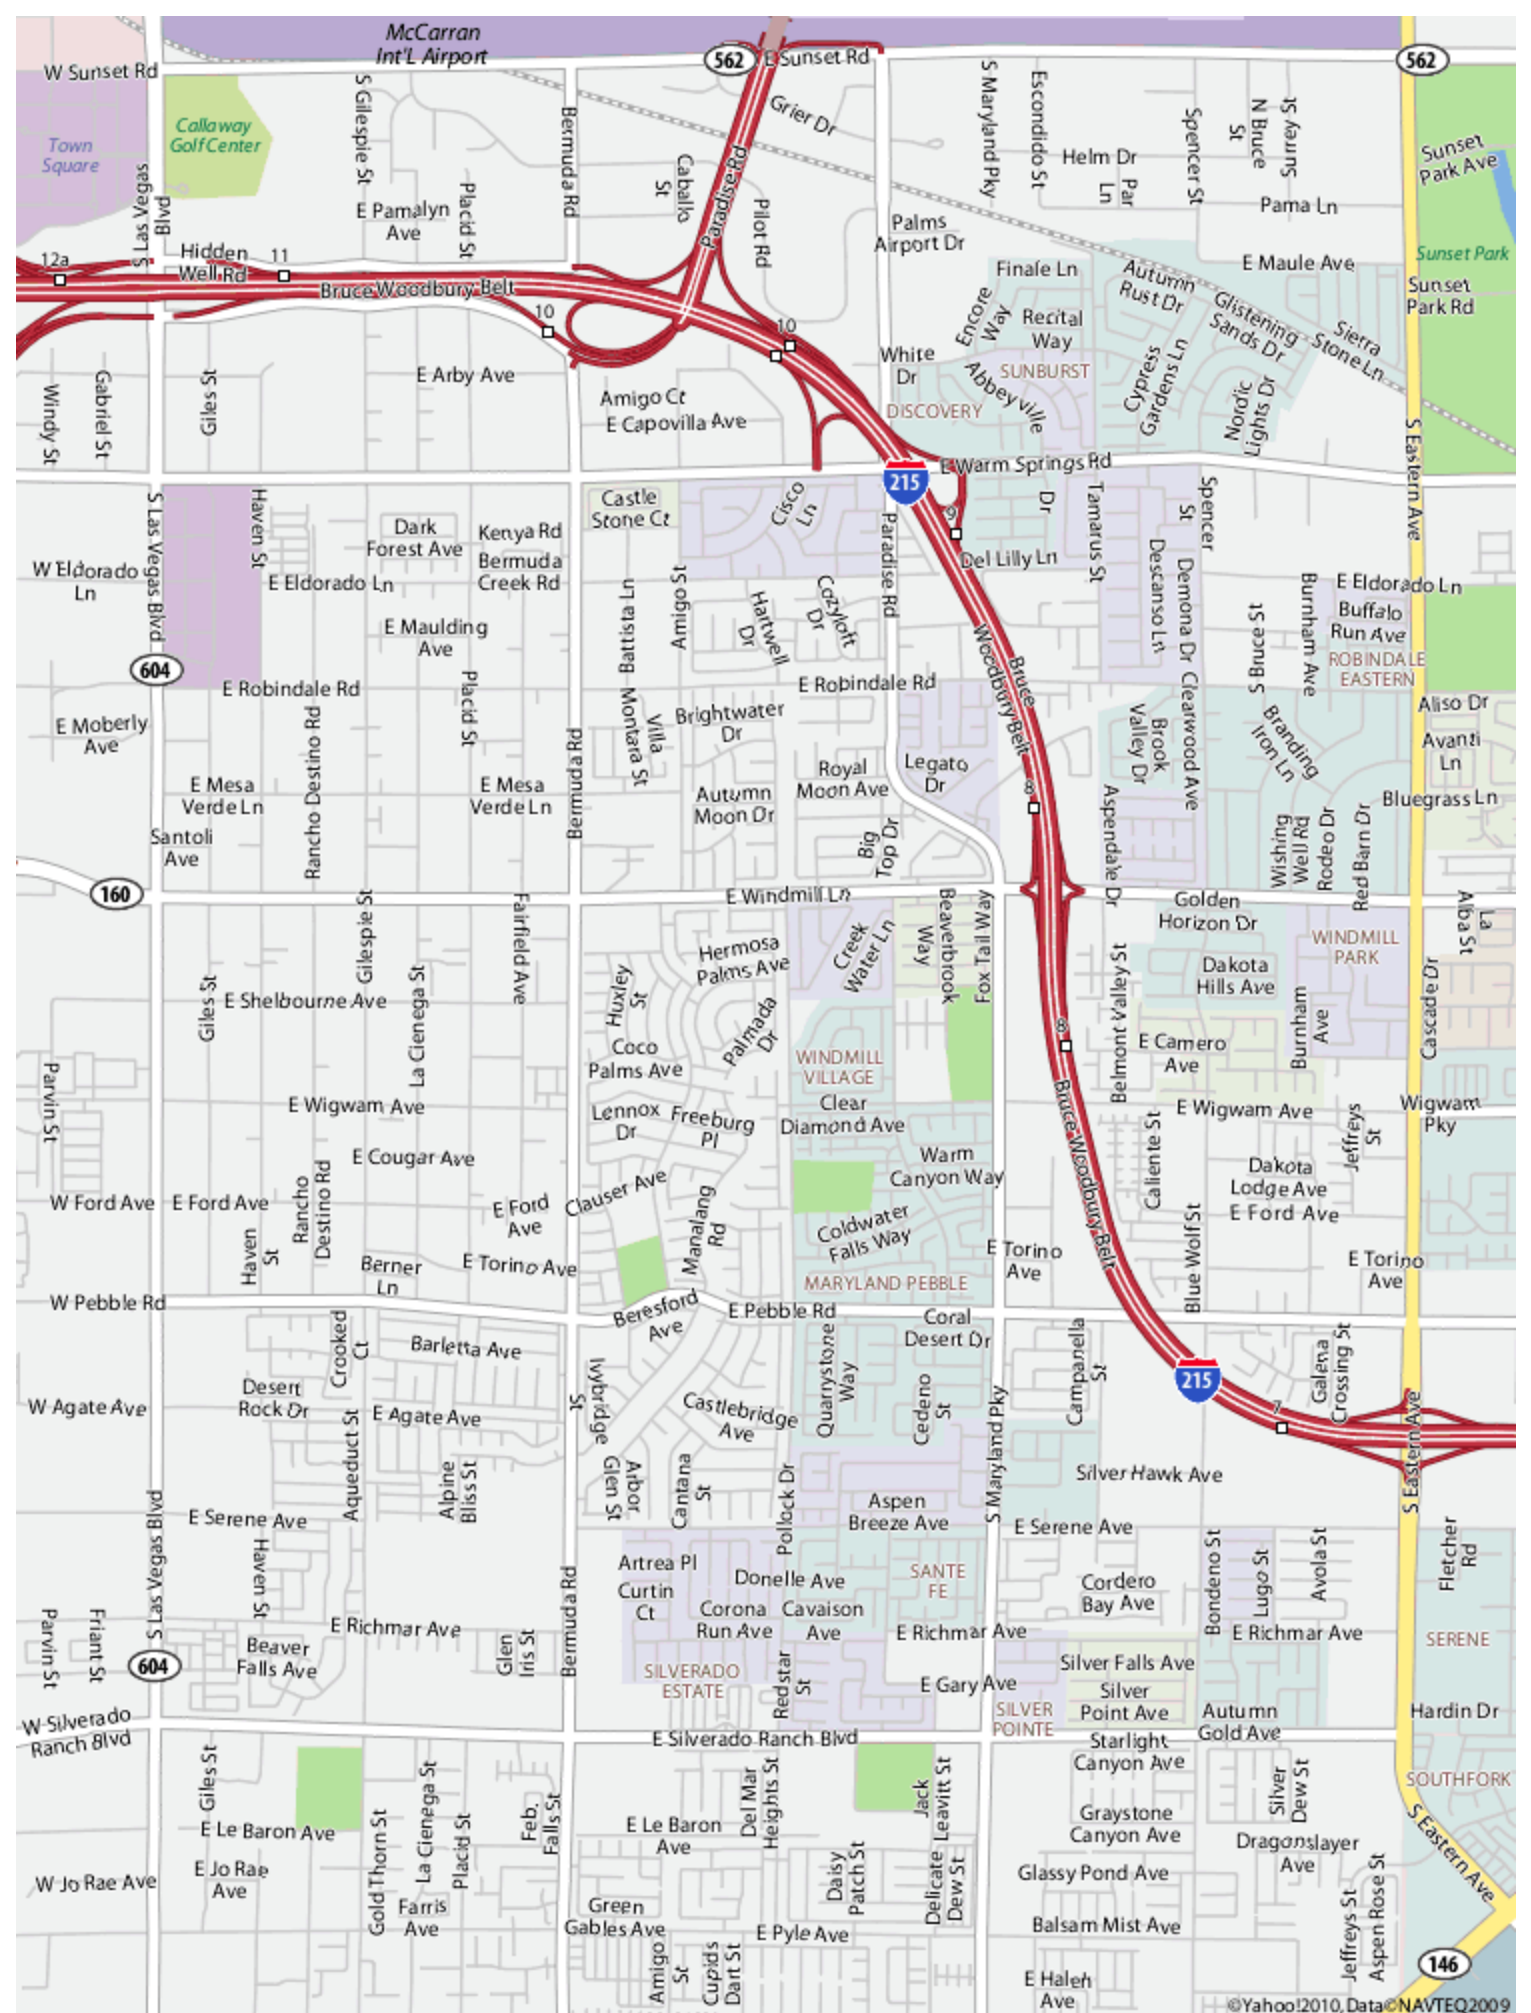 McCarran
Int'L Airport
562
E Sunset Rd
562
W Sunset Rd
Town
Square
Callaway
Golf Center
S Gilespie St
Bermuda Rd
Grier Dr
S Maryland Pky
Escondido St
Helm Dr
Par
Ln
Spencer St
N Bruce
St
Surrey St
Sunset
Park Ave
S Las Vegas
Blvd
E Pamalyn
Ave
Placid St
Caballo
St
Paradise Rd
Pilot Rd
Palms
Airport Dr
Pama Ln
12a
Hidden
Well Rd
11
Bruce Woodbury Belt
10
10
Finale Ln
Autumn
Rust Dr
E Maule Ave
Sunset Park
Sunset
Park Rd
Encore
Way
Recital
Way
Glistening
Sands Dr
Sierra
Stone Ln
White
Dr
SUNBURST
Abbeyville
Cypress
Gardens Ln
Nordic
Lights Dr
DISCOVERY
Windy St
Gabriel St
Giles St
E Arby Ave
Amigo Ct
E Capovilla Ave
S Eastern Ave
E Warm Springs Rd
215
S Las Vegas Blvd
Haven St
Dark
Forest Ave
Kenya Rd
Bermuda
Creek Rd
Castle
Stone Ct
Cisco
Ln
Paradise Rd
9
Del Lilly Ln
Dr
Tamarus St
Spencer
St
W Eldorado
Ln
E Eldorado Ln
E Maulding
Ave
Battista Ln
Amigo St
Hartwell
Dr
Cozyloft
Dr
Descanso Ln
Demona Dr
S Bruce St
Burnham Ave
E Eldorado Ln
Buffalo
Run Ave
ROBINDALE
EASTERN
604
E Robindale Rd
E Robindale Rd
Bruce
Woodbury Belt
E Moberly
Ave
Rancho Destino Rd
Placid St
Bermuda Rd
Villa
Montara St
Brightwater
Dr
Legato
Dr
Brook
Valley Dr
Clearwood Ave
Branding
Iron Ln
Aliso Dr
Avanti
Ln
E Mesa
Verde Ln
E Mesa
Verde Ln
Autumn
Moon Dr
Royal
Moon Ave
8
Bluegrass Ln
Santoli
Ave
Big
Top Dr
Aspendale Dr
Wishing
Well Rd
Rodeo Dr
Red Barn Dr
160
E Windmill Ln
Golden
Horizon Dr
La
Alba St
Gilespie St
Fairfield Ave
Hermosa
Palms Ave
Creek
Water Ln
Beaverbrook
Way
Fox Tail Way
WINDMILL
PARK
Giles St
E Shelbourne Ave
La Cienega St
Huxley
St
Palmada
Dr
Belmont Valley St
Dakota
Hills Ave
Burnham
Ave
Cascade Dr
Coco
Palms Ave
WINDMILL
VILLAGE
8
E Camero
Ave
Parvin St
E Wigwam Ave
Lennox
Dr
Freeburg
Pl
Clear
Diamond Ave
Bruce Woodbury Belt
E Wigwam Ave
Jeffreys
St
Wigwam
Pky
E Cougar Ave
Warm
Canyon Way
Caliente St
Dakota
Lodge Ave
W Ford Ave
E Ford Ave
Rancho
Destino Rd
E Ford
Ave
Clauser Ave
Manalang
Rd
Coldwater
Falls Way
Blue Wolf St
E Ford Ave
Haven
St
Berner
Ln
E Torino Ave
E Torino
Ave
E Torino
Ave
MARYLAND PEBBLE
W Pebble Rd
Beresford
Ave
E Pebble Rd
Coral
Desert Dr
Crooked
Ct
Barletta Ave
Quarrystone
Way
Campanella
St
Galena
Crossing St
215
Desert
Rock Dr
W Agate Ave
E Agate Ave
Aqueduct St
Ivybridge
St
Castlebridge
Ave
Cedeno
St
S Maryland Pky
7
S Eastern Ave
Alpine
Bliss St
Arbor
Glen St
Cantana
St
Pollock Dr
Silver Hawk Ave
Aspen
Breeze Ave
S Las Vegas Blvd
E Serene Ave
E Serene Ave
Haven St
Bermuda Rd
Artrea Pl
Donelle Ave
SANTE
FE
Cordero
Bay Ave
Bondeno St
Lugo St
Avola St
Fletcher
Rd
Curtin
Ct
Corona
Run Ave
Cavaison
Ave
Parvin St
Friant St
E Richmar Ave
E Richmar Ave
E Richmar Ave
SERENE
604
Beaver
Falls Ave
Glen
Iris St
SILVERADO
ESTATE
Redstar
St
E Gary Ave
Silver Falls Ave
Silver
Point Ave
SILVER
POINTE
Autumn
Gold Ave
Hardin Dr
W Silverado
Ranch Blvd
E Silverado Ranch Blvd
Starlight
Canyon Ave
Giles St
La Cienega St
Feb.
Falls St
Del Mar
Heights St
Jack
Leavitt St
Silver
Dew St
SOUTHFORK
E Le Baron Ave
E Le Baron
Ave
Graystone
Canyon Ave
Dragonslayer
Ave
S Eastern Ave
W Jo Rae Ave
E Jo Rae
Ave
Gold Thorn St
Placid St
Farris
Ave
Daisy
Patch St
Delicate
Dew St
Glassy Pond Ave
Green
Gables Ave
E Pyle Ave
Balsam Mist Ave
Jeffreys St
Aspen Rose St
Amigo
St
Cupids
Dart St
E Haleh
Ave
146
©Yahoo!2010, Data©NAVTEQ2009